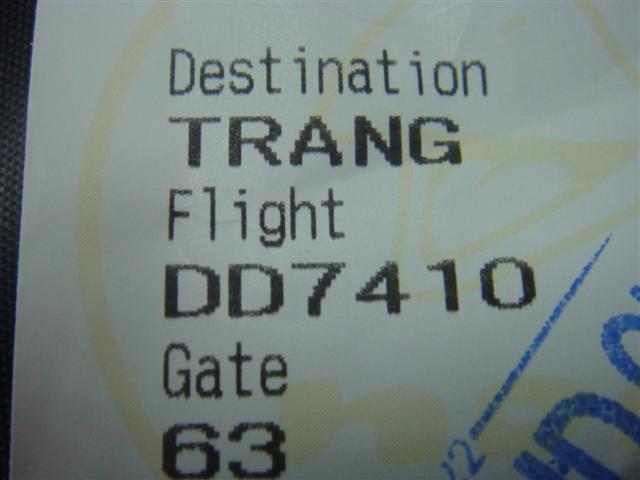 Destination
TRANG
Flight
DD7410
Gate
63